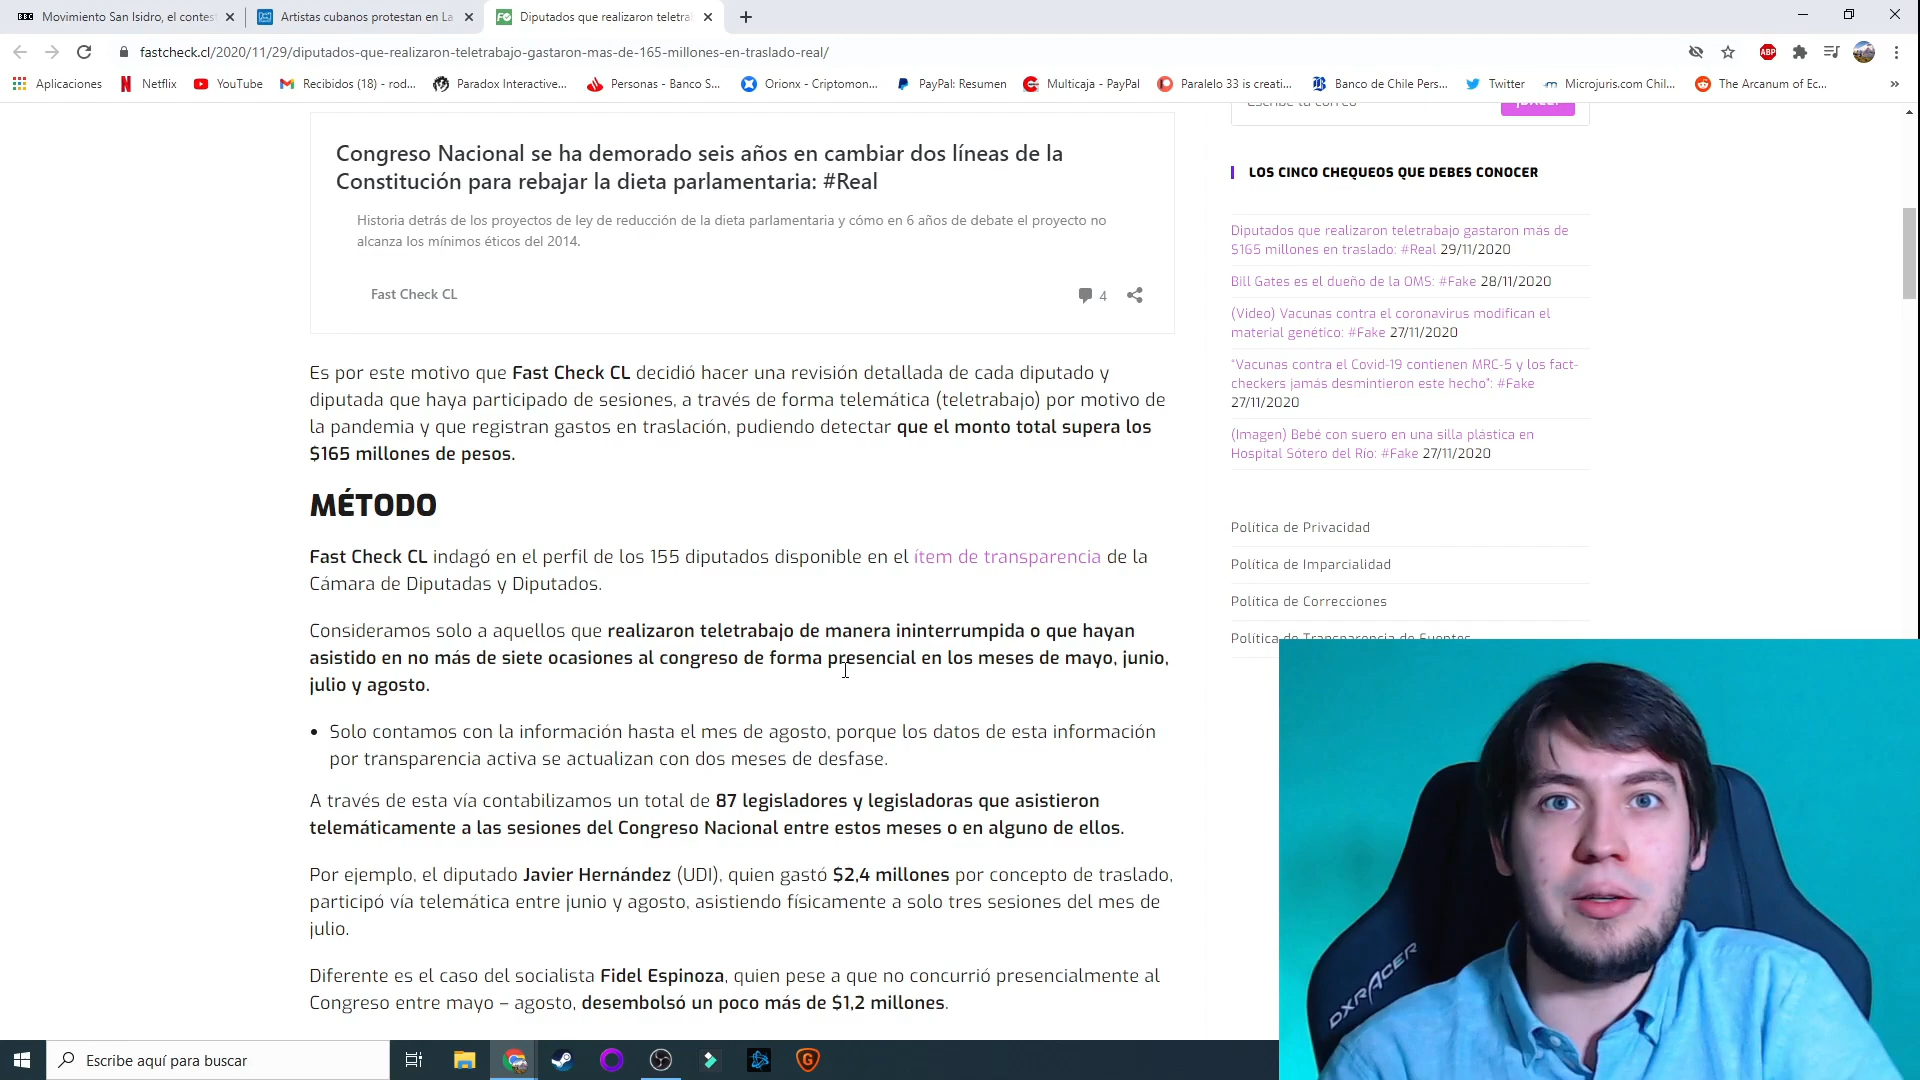 BBC Movimiento San Isidro, el contes
Artistas cubanos protestan en La
Diputados que realizaron teletra
fastcheck.cl/2020/11/29/diputados-que-realizaron-teletrabajo-gastaron-mas-de-165-millones-en-traslado-real/
ABP
Aplicaciones
Netflix
YouTube
Recibidos (18) - rod...
Paradox Interactive...
Personas - Banco S...
Orionx - Criptomon...
PayPal: Resumen
Multicaja - PayPal
Paralelo 33 is creati...
Banco de Chile Pers...
Twitter
Microjuris.com Chil...
The Arcanum of Ec...
»
Congreso Nacional se ha demorado seis años en cambiar dos líneas de la
Constitución para rebajar la dieta parlamentaria: #Real
Historia detrás de los proyectos de ley de reducción de la dieta parlamentaria y cómo en 6 años de debate el proyecto no
alcanza los mínimos éticos del 2014.
Fast Check CL
4
Es por este motivo que Fast Check CL decidió hacer una revisión detallada de cada diputado y
diputada que haya participado de sesiones, a través de forma telemática (teletrabajo) por motivo de
la pandemia y que registran gastos en traslación, pudiendo detectar que el monto total supera los
$165 millones de pesos.
MÉTODO
Fast Check CL indagó en el perfil de los 155 diputados disponible en el ítem de transparencia de la
Cámara de Diputadas y Diputados.
Consideramos solo a aquellos que realizaron teletrabajo de manera ininterrumpida o que hayan
asistido en no más de siete ocasiones al congreso de forma presencial en los meses de mayo, junio,
julio y agosto.
• Solo contamos con la información hasta el mes de agosto, porque los datos de esta información
por transparencia activa se actualizan con dos meses de desfase.
A través de esta vía contabilizamos un total de 87 legisladores y legisladoras que asistieron
telemáticamente a las sesiones del Congreso Nacional entre estos meses o en alguno de ellos.
Por ejemplo, el diputado Javier Hernández (UDI), quien gastó $2,4 millones por concepto de traslado,
participó vía telemática entre junio y agosto, asistiendo físicamente a solo tres sesiones del mes de
julio.
Diferente es el caso del socialista Fidel Espinoza, quien pese a que no concurrió presencialmente al
Congreso entre mayo – agosto, desembolsó un poco más de $1,2 millones.
Escribe tu correo
LOS CINCO CHEQUEOS QUE DEBES CONOCER
Diputados que realizaron teletrabajo gastaron más de
$165 millones en traslado: #Real 29/11/2020
Bill Gates es el dueño de la OMS: #Fake 28/11/2020
(Video) Vacunas contra el coronavirus modifican el
material genético: #Fake 27/11/2020
“Vacunas contra el Covid-19 contienen MRC-5 y los fact-
checkers jamás desmintieron este hecho”: #Fake
27/11/2020
(Imagen) Bebé con suero en una silla plástica en
Hospital Sótero del Río: #Fake 27/11/2020
Política de Privacidad
Política de Imparcialidad
Política de Correcciones
Política de Transparencia de Fuentes
DXRACER
Escribe aquí para buscar